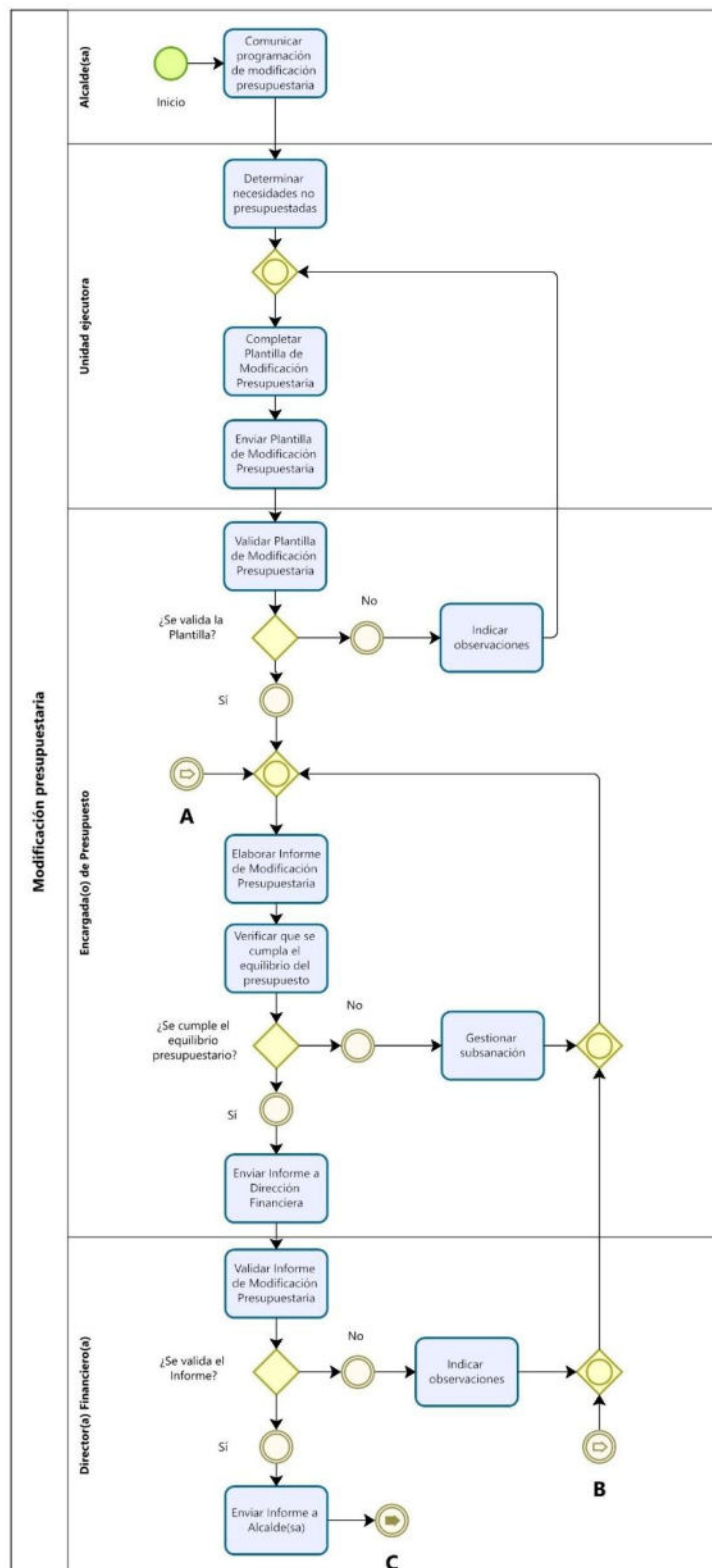 Modificación presupuestaria
Alcalde(sa)
Inicio
Comunicar
programación
de modificación
presupuestaria
Unidad ejecutora
Determinar
necesidades no
presupuestadas
Completar
Plantilla de
Modificación
Presupuestaria
Enviar Plantilla
de Modificación
Presupuestaria
Encargada(o) de Presupuesto
Validar Plantilla
de Modificación
Presupuestaria
¿Se valida la
Plantilla?
No
Indicar
observaciones
Sí
A
Elaborar Informe
de Modificación
Presupuestaria
Verificar que se
cumpla el
equilibrio del
presupuesto
¿Se cumple el
equilibrio
presupuestario?
No
Gestionar
subsanación
Sí
Enviar Informe a
Dirección
Financiera
Director(a) Financiero(a)
Validar Informe
de Modificación
Presupuestaria
¿Se valida el
Informe?
No
Indicar
observaciones
Sí
B
Enviar Informe a
Alcalde(sa)
C